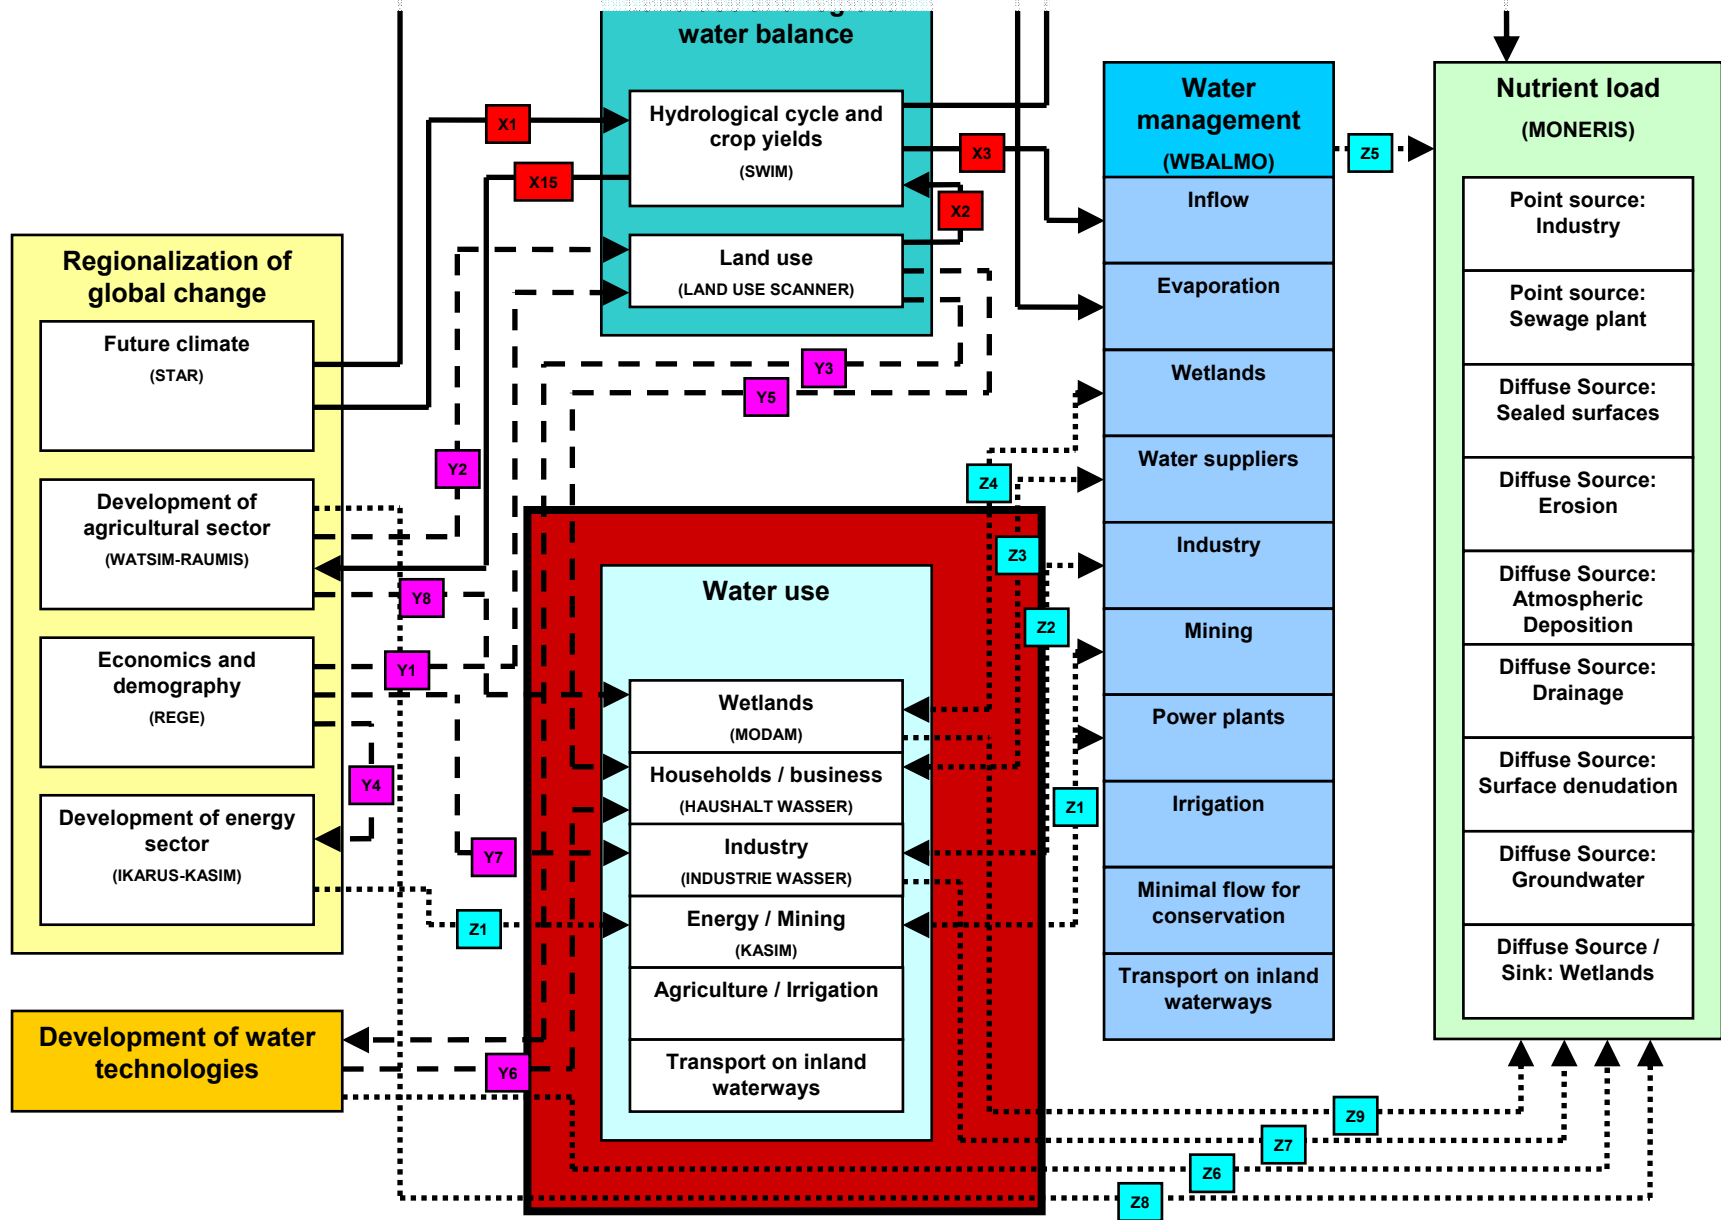 water balance
Hydrological cycle and
crop yields
(SWIM)
Land use
(LAND USE SCANNER)
X1
X15
X3
X2
Regionalization of
global change
Future climate
(STAR)
Development of
agricultural sector
(WATSIM-RAUMIS)
Economics and
demography
(REGE)
Development of energy
sector
(IKARUS-KASIM)
Development of water
technologies
Y3
Y5
Y2
Y8
Y1
Y4
Y7
Z1
Y6
Water use
Wetlands
(MODAM)
Households / business
(HAUSHALT WASSER)
Industry
(INDUSTRIE WASSER)
Energy / Mining
(KASIM)
Agriculture / Irrigation
Transport on inland
waterways
Z4
Z3
Z2
Z1
Water
management
(WBALMO)
Inflow
Evaporation
Wetlands
Water suppliers
Industry
Mining
Power plants
Irrigation
Minimal flow for
conservation
Transport on inland
waterways
Z5
Nutrient load
(MONERIS)
Point source:
Industry
Point source:
Sewage plant
Diffuse Source:
Sealed surfaces
Diffuse Source:
Erosion
Diffuse Source:
Atmospheric
Deposition
Diffuse Source:
Drainage
Diffuse Source:
Surface denudation
Diffuse Source:
Groundwater
Diffuse Source /
Sink: Wetlands
Z9
Z7
Z6
Z8